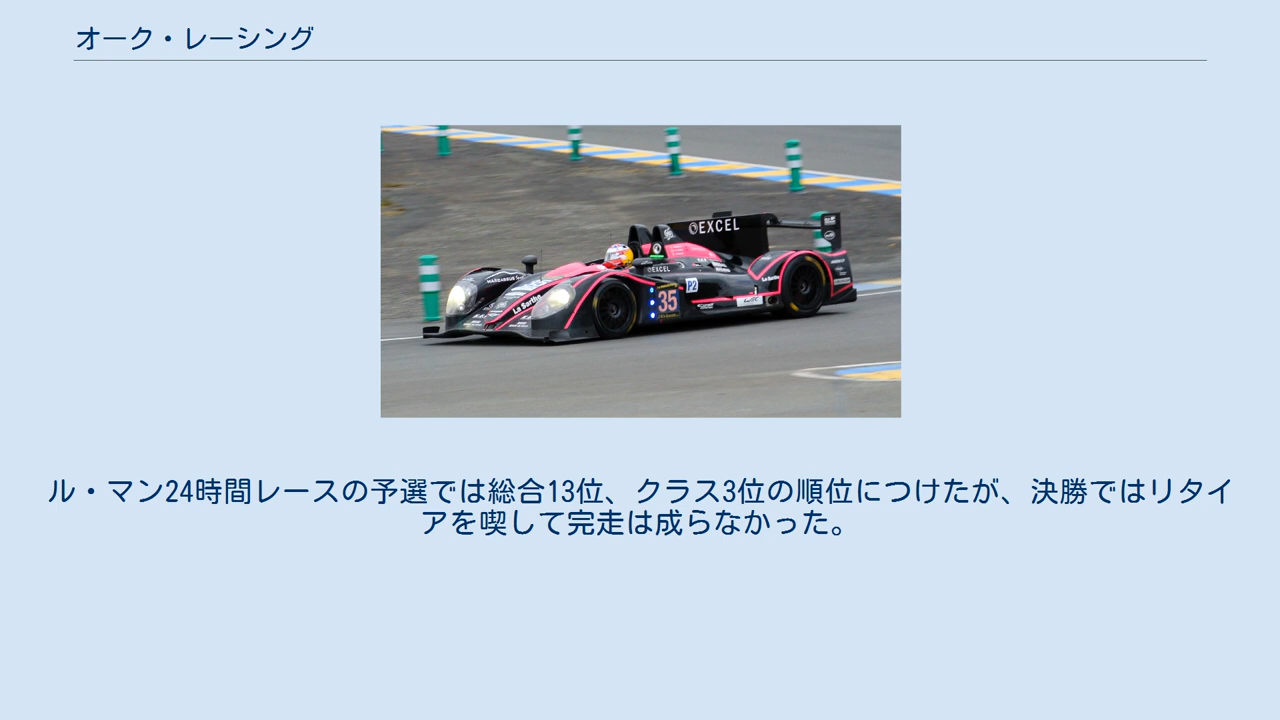 オーク・レーシング
EXCEL
EXCEL
La Sarthe
35
P2
La Sarthe
ル・マン24時間レースの予選では総合13位、クラス3位の順位につけたが、決勝ではリタイ
アを喫して完走は成らなかった。